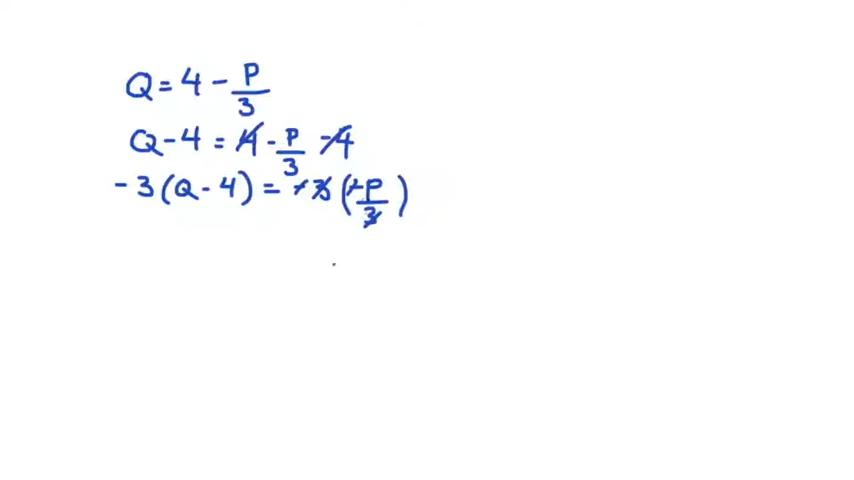 Q = 4 - P/3
Q - 4 = 4 - P/3 - 4
-3(Q - 4) = -3(-P/3)